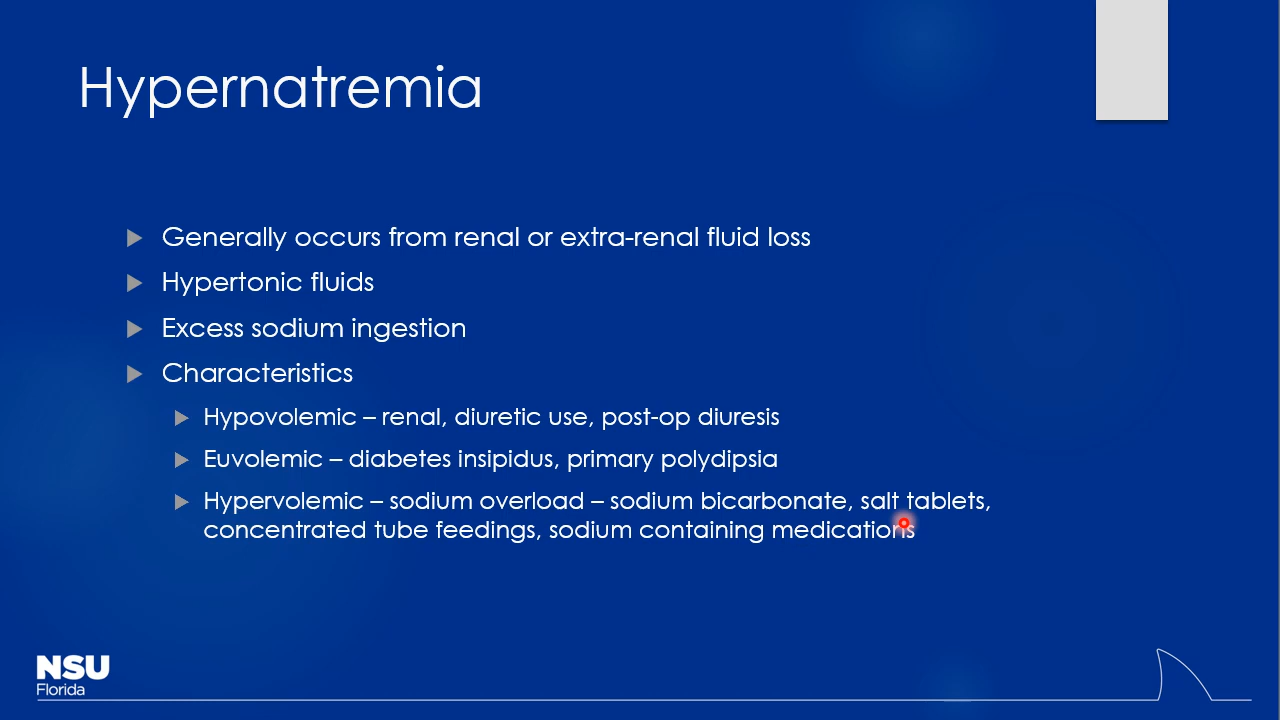 Hypernatremia
Generally occurs from renal or extra-renal fluid loss
Hypertonic fluids
Excess sodium ingestion
Characteristics
Hypovolemic – renal, diuretic use, post-op diuresis
Euvolemic – diabetes insipidus, primary polydipsia
Hypervolemic – sodium overload – sodium bicarbonate, salt tablets,
concentrated tube feedings, sodium containing medications
NSU
Florida